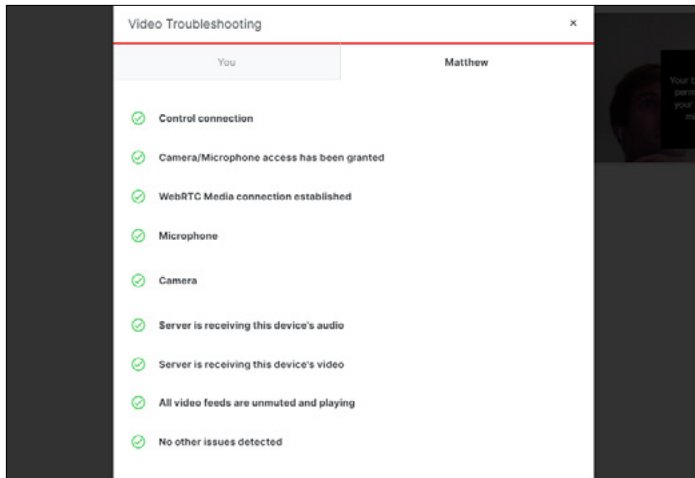 Video Troubleshooting ×
You Matthew
Control connection
Camera/Microphone access has been granted
WebRTC Media connection established
Microphone
Camera
Server is receiving this device's audio
Server is receiving this device's video
All video feeds are unmuted and playing
No other issues detected
Your
your